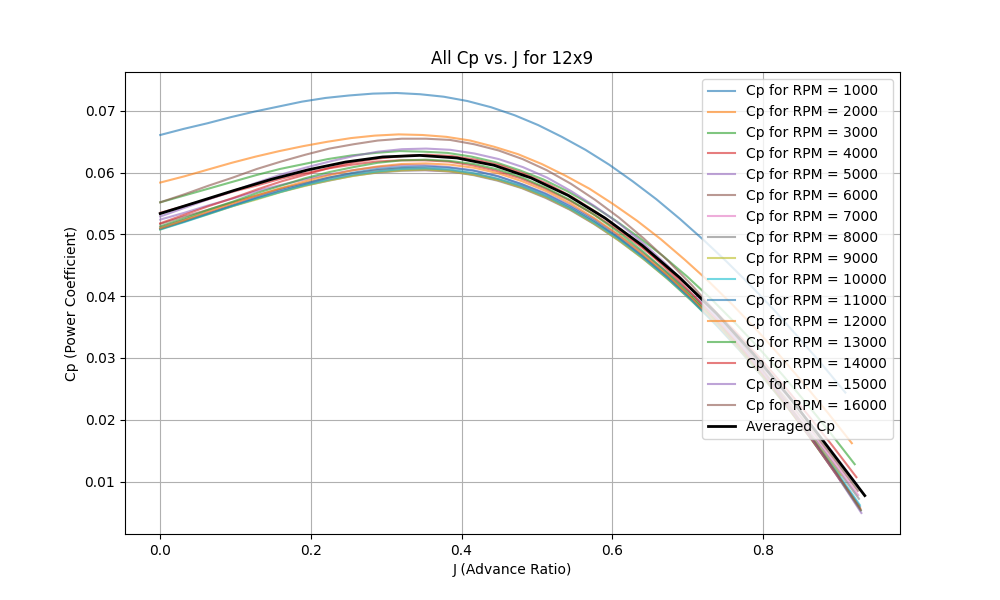 All Cp vs. J for 12x9
Cp (Power Coefficient)
0.07
0.06
0.05
0.04
0.03
0.02
0.01
Cp for RPM = 1000
Cp for RPM = 2000
Cp for RPM = 3000
Cp for RPM = 4000
Cp for RPM = 5000
Cp for RPM = 6000
Cp for RPM = 7000
Cp for RPM = 8000
Cp for RPM = 9000
Cp for RPM = 10000
Cp for RPM = 11000
Cp for RPM = 12000
Cp for RPM = 13000
Cp for RPM = 14000
Cp for RPM = 15000
Cp for RPM = 16000
Averaged Cp
0.0 0.2 0.4 0.6 0.8
J (Advance Ratio)